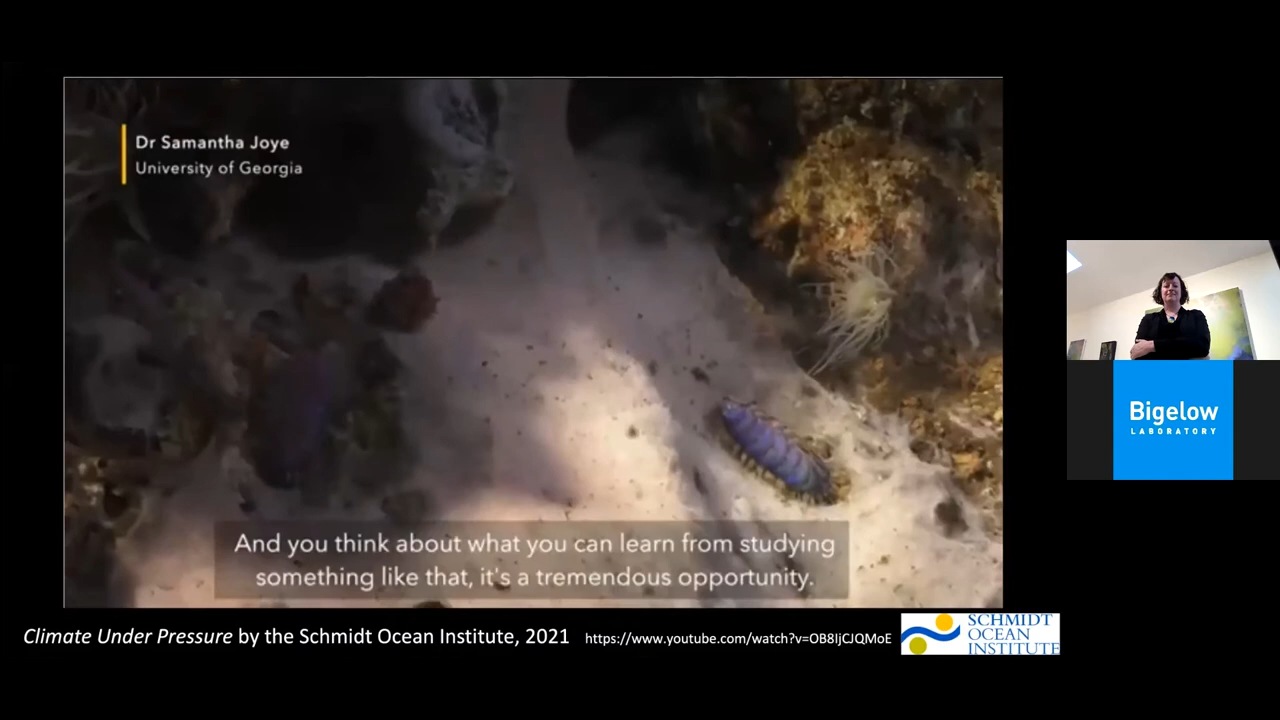 Dr Samantha Joye
University of Georgia
And you think about what you can learn from studying
something like that, it's a tremendous opportunity.
Climate Under Pressure by the Schmidt Ocean Institute, 2021 https://www.youtube.com/watch?v=OB8IjCJQMoE
SCHMIDT
OCEAN
INSTITUTE
Bigelow
LABORATORY